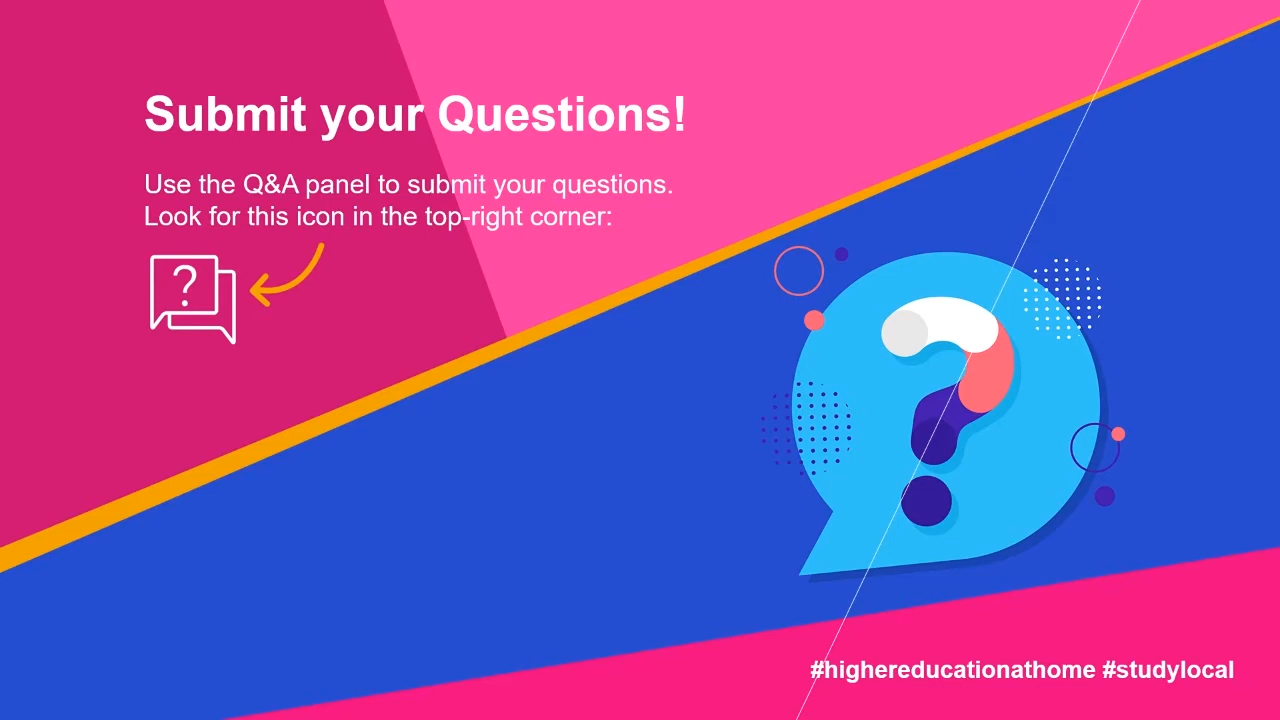 Submit your Questions!
Use the Q&A panel to submit your questions.
Look for this icon in the top-right corner:
?
?
#highereducationathome #studylocal